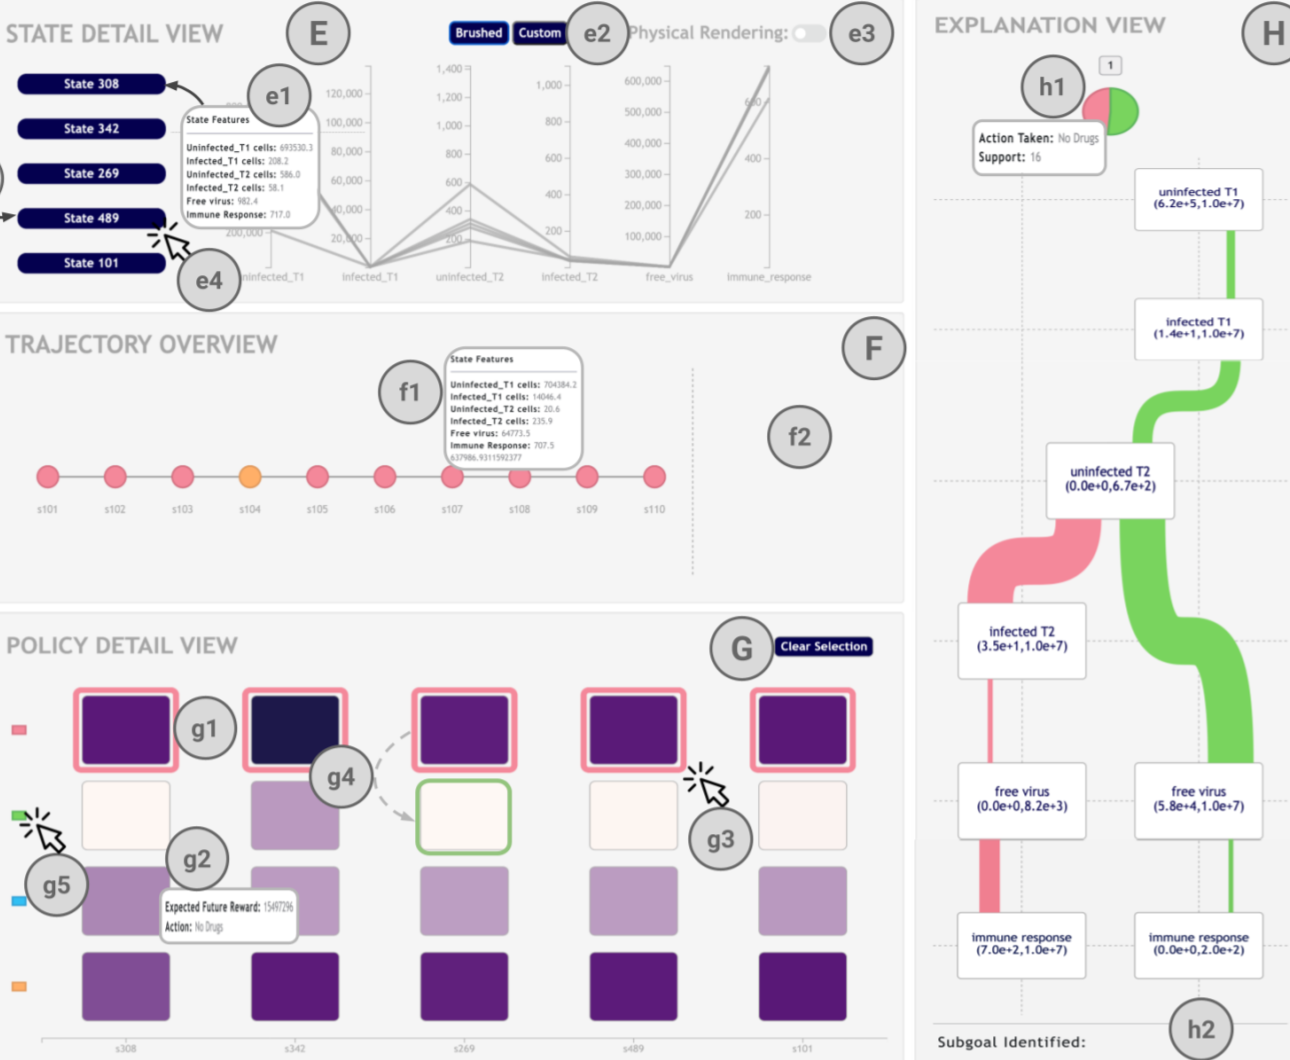 STATE DETAIL VIEW
E
Brushed
Custom
e2
Physical Rendering:
e3
State 308
State 342
State 269
State 489
State 101
e1
State Features
Uninfected_T1 cells: 693530.3
Infected_T1 cells: 208.2
Uninfected_T2 cells: 586.0
Infected_T2 cells: 58.1
Free virus: 982.4
Immune Response: 717.0
200,000
e4
120,000
100,000
80,000
60,000
40,000
20,000
1,400
1,200
1,000
800
600
400
200
1,000
800
600
400
200
600,000
500,000
400,000
300,000
200,000
100,000
600
400
200
uninfected_T1
infected_T1
uninfected_T2
infected_T2
free_virus
immune_response
TRAJECTORY OVERVIEW
F
f1
State Features
Uninfected_T1 cells: 704384.2
Infected_T1 cells: 14046.4
Uninfected_T2 cells: 20.6
Infected_T2 cells: 235.9
Free virus: 64773.5
Immune Response: 707.5
637986.9311592377
f2
s101
s102
s103
s104
s105
s106
s107
s108
s109
s110
POLICY DETAIL VIEW
G
Clear Selection
g1
g4
g3
g2
g5
Expected Future Reward: 15497296
Action: No Drugs
s308
s342
s269
s489
s101
EXPLANATION VIEW
H
1
h1
Action Taken: No Drugs
Support: 16
uninfected T1
(6.2e+5,1.0e+7)
infected T1
(1.4e+1,1.0e+7)
uninfected T2
(0.0e+0,6.7e+2)
infected T2
(3.5e+1,1.0e+7)
free virus
(0.0e+0,8.2e+3)
free virus
(5.8e+4,1.0e+7)
immune response
(7.0e+2,1.0e+7)
immune response
(0.0e+0,2.0e+2)
h2
Subgoal Identified: